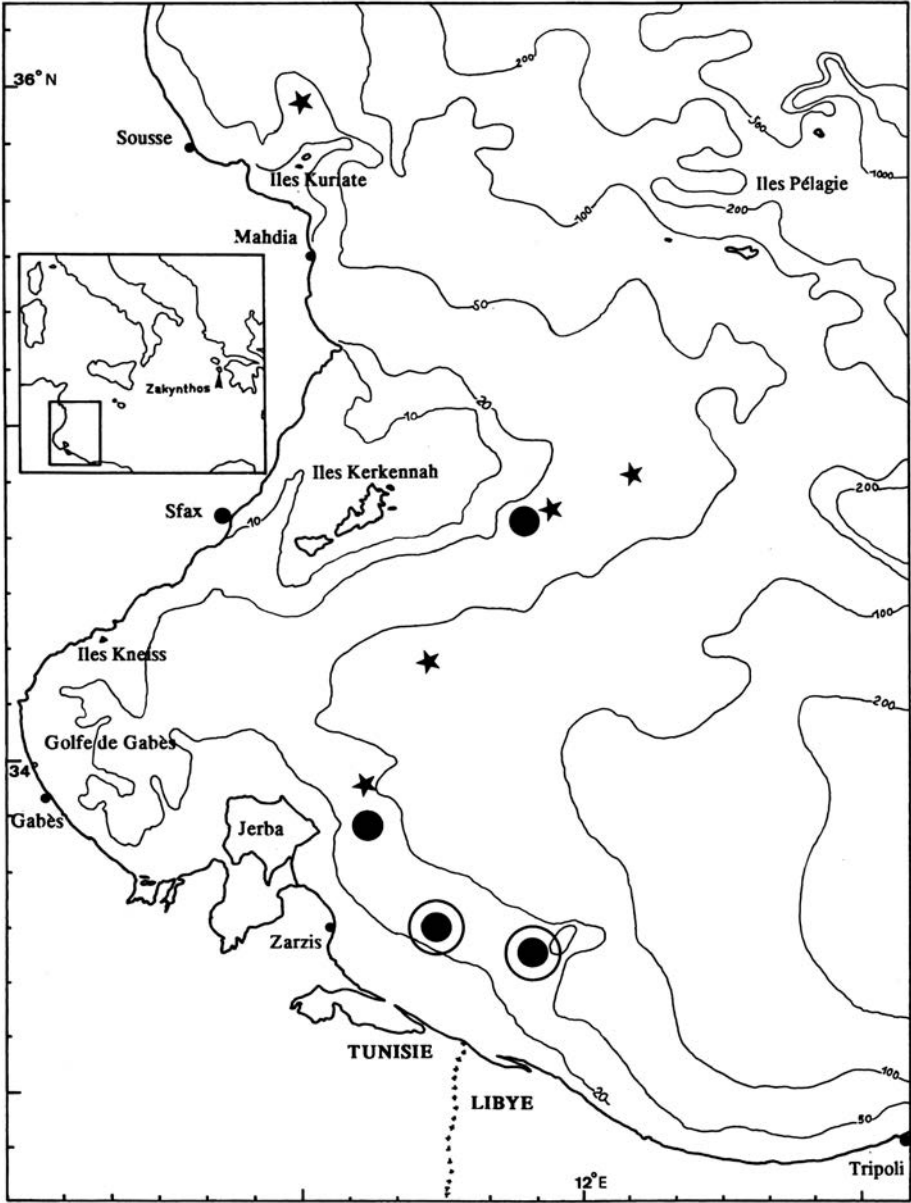 36° N
200
500
Sousse
Iles Kuriate
Iles Pélagie
1000
200
100
Mahdia
50
Zakynthos
20
10
Iles Kerkennah
200
Sfax
10
100
Iles Kneiss
200
Golfe de Gabès
34°
Gabès
Jerba
Zarzis
TUNISIE
100
20
LIBYE
50
Tripoli
12°E